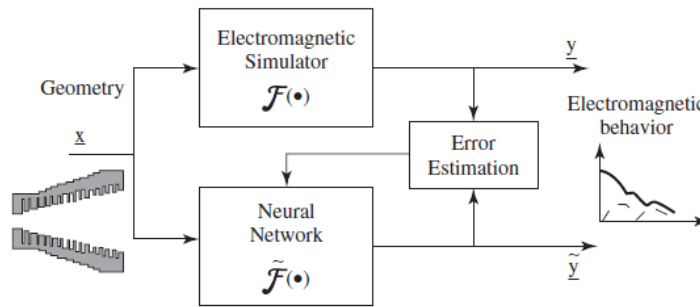 Electromagnetic
Simulator
𝓕(•)
y
Geometry
x
Error
Estimation
Electromagnetic
behavior
Neural
Network
𝓕̃(•)
ỹ